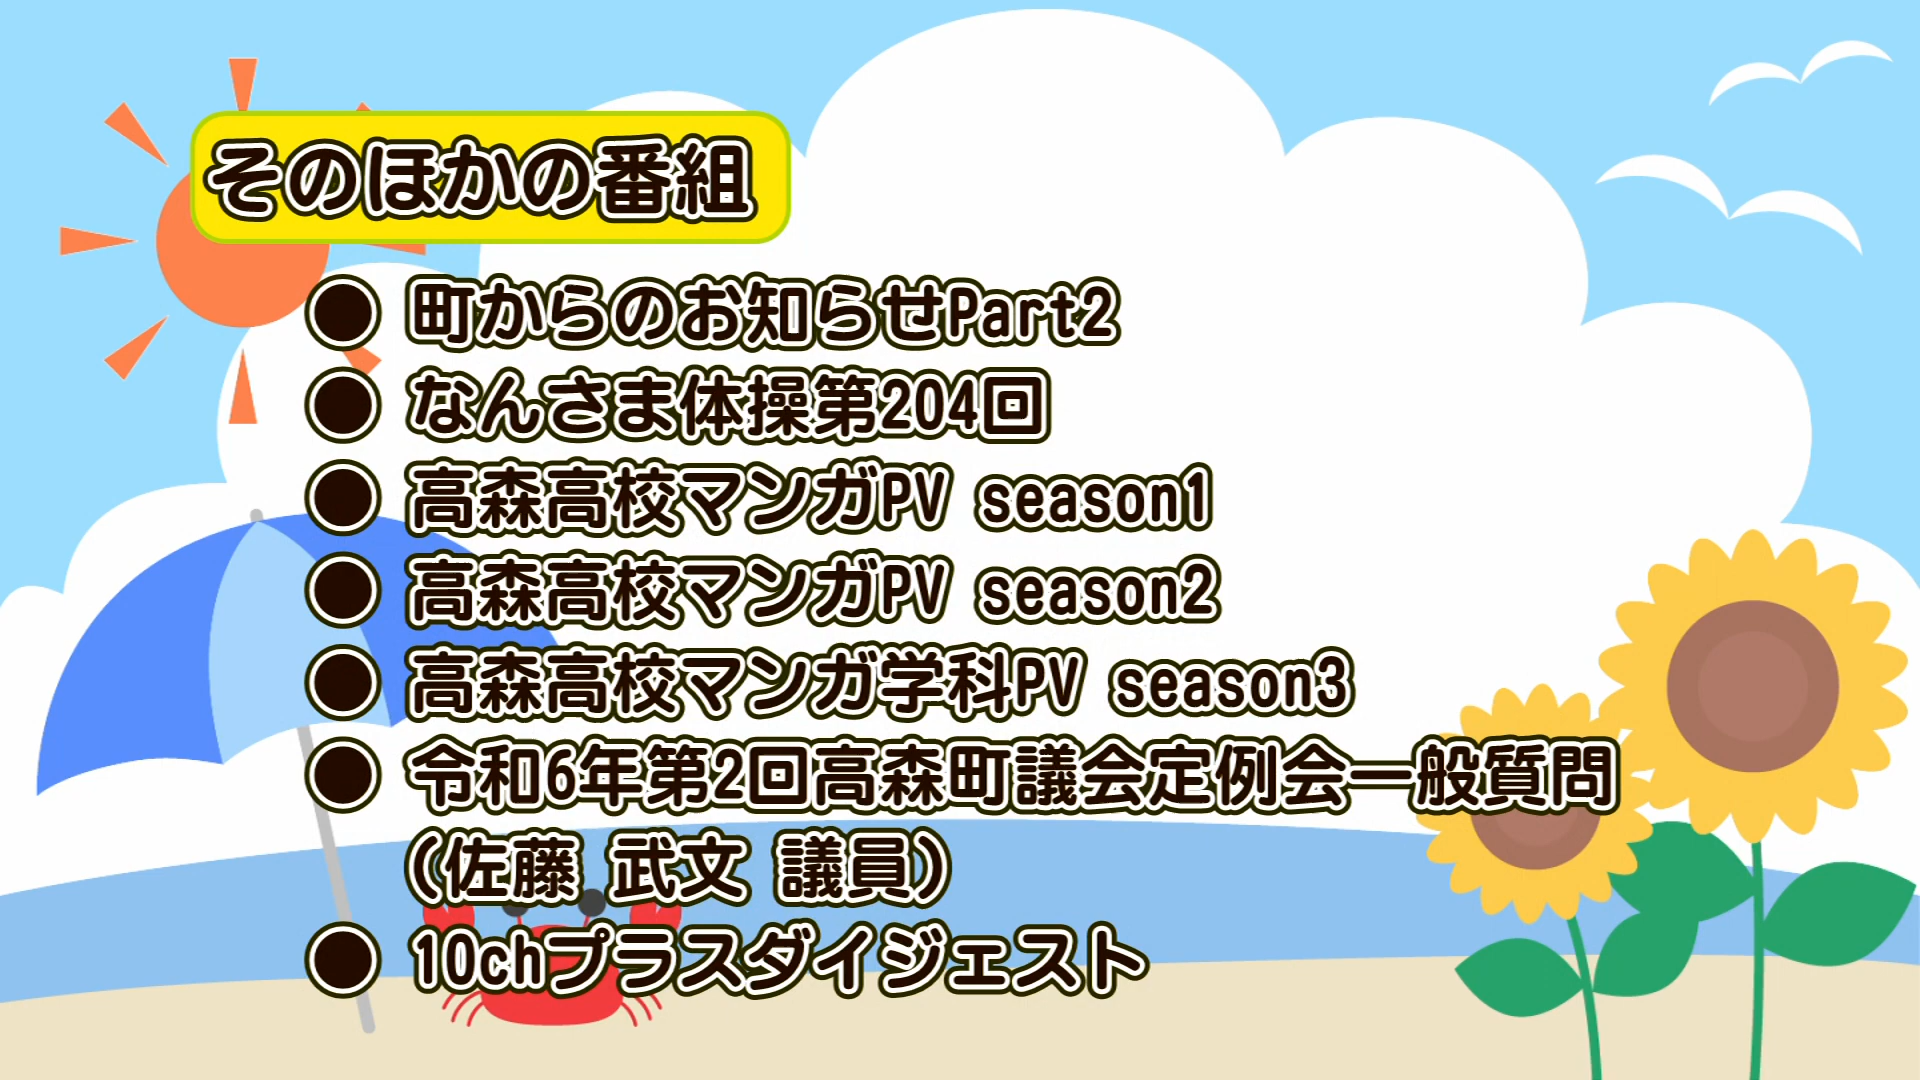 そのほかの番組
● 町からのお知らせPart2
● なんさま体操第204回
● 高森高校マンガPV season1
● 高森高校マンガPV season2
● 高森高校マンガ学科PV season3
● 令和6年第2回高森町議会定例会一般質問
(佐藤 武文 議員)
● 10chプラスダイジェスト